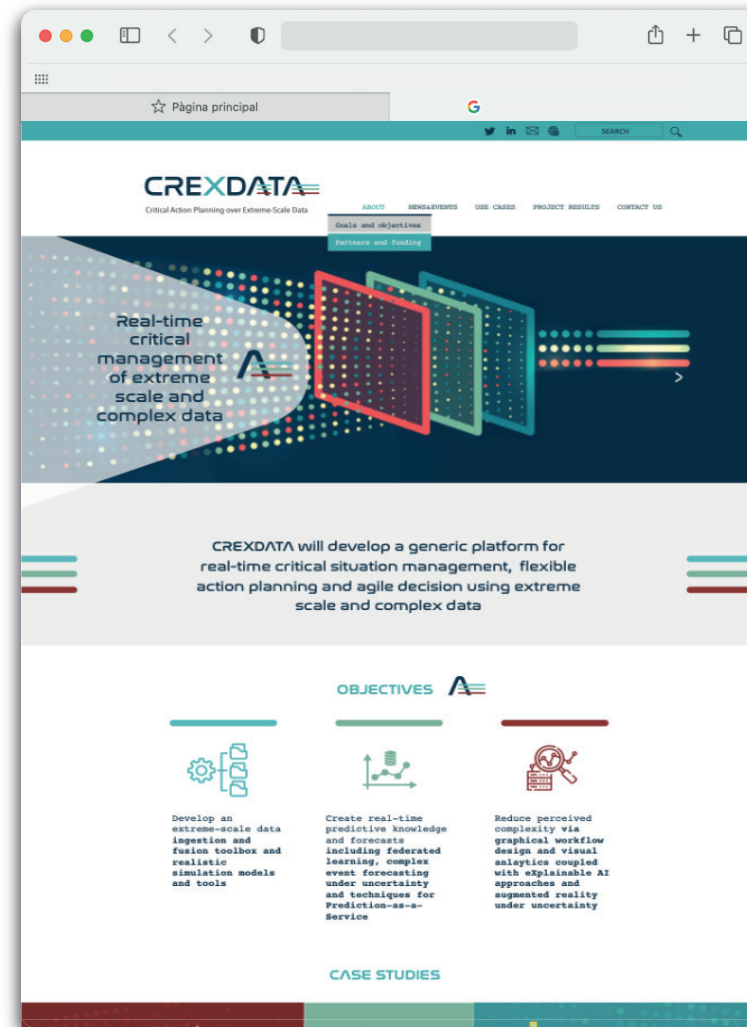 Pàgina principal
SEARCH
CREXDATA
Critical Action Planning over Extreme-Scale Data
ABOUT NEWS&EVENTS USE CASES PROJECT RESULTS CONTACT US
Goals and objectives
Partners and funding
Real-time
critical
management
of extreme
scale and
complex data
CREXDATA will develop a generic platform for
real-time critical situation management, flexible
action planning and agile decision using extreme
scale and complex data
OBJECTIVES
Develop an
extreme-scale data
ingestion and
fusion toolbox and
realistic
simulation models
and tools
Create real-time
predictive knowledge
and forecasts
including federated
learning, complex
event forecasting
under uncertainty
and techniques for
Prediction-as-a-
Service
Reduce perceived
complexity via
graphical workflow
design and visual
anlaytics coupled
with eXplainable AI
approaches and
augmented reality
under uncertainty
CASE STUDIES